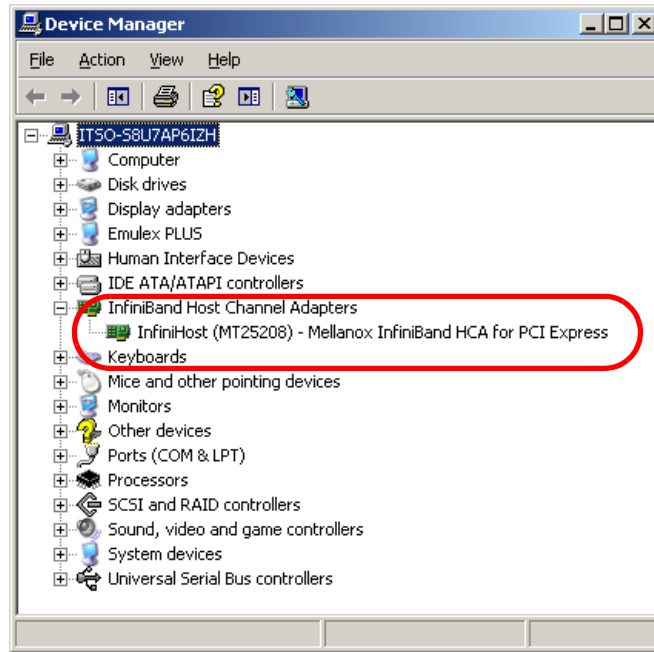 Device Manager
File Action View Help
ITSO-S8U7AP6IZH
Computer
Disk drives
Display adapters
Emulex PLUS
Human Interface Devices
IDE ATA/ATAPI controllers
InfiniBand Host Channel Adapters
InfiniHost (MT25208) - Mellanox InfiniBand HCA for PCI Express
Keyboards
Mice and other pointing devices
Monitors
Other devices
Ports (COM & LPT)
Processors
SCSI and RAID controllers
Sound, video and game controllers
System devices
Universal Serial Bus controllers